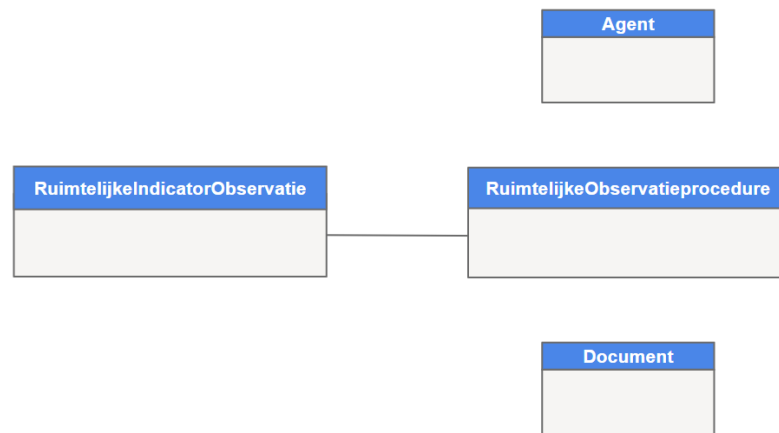 Agent
RuimtelijkeIndicatorObservatie
RuimtelijkeObservatieprocedure
Document